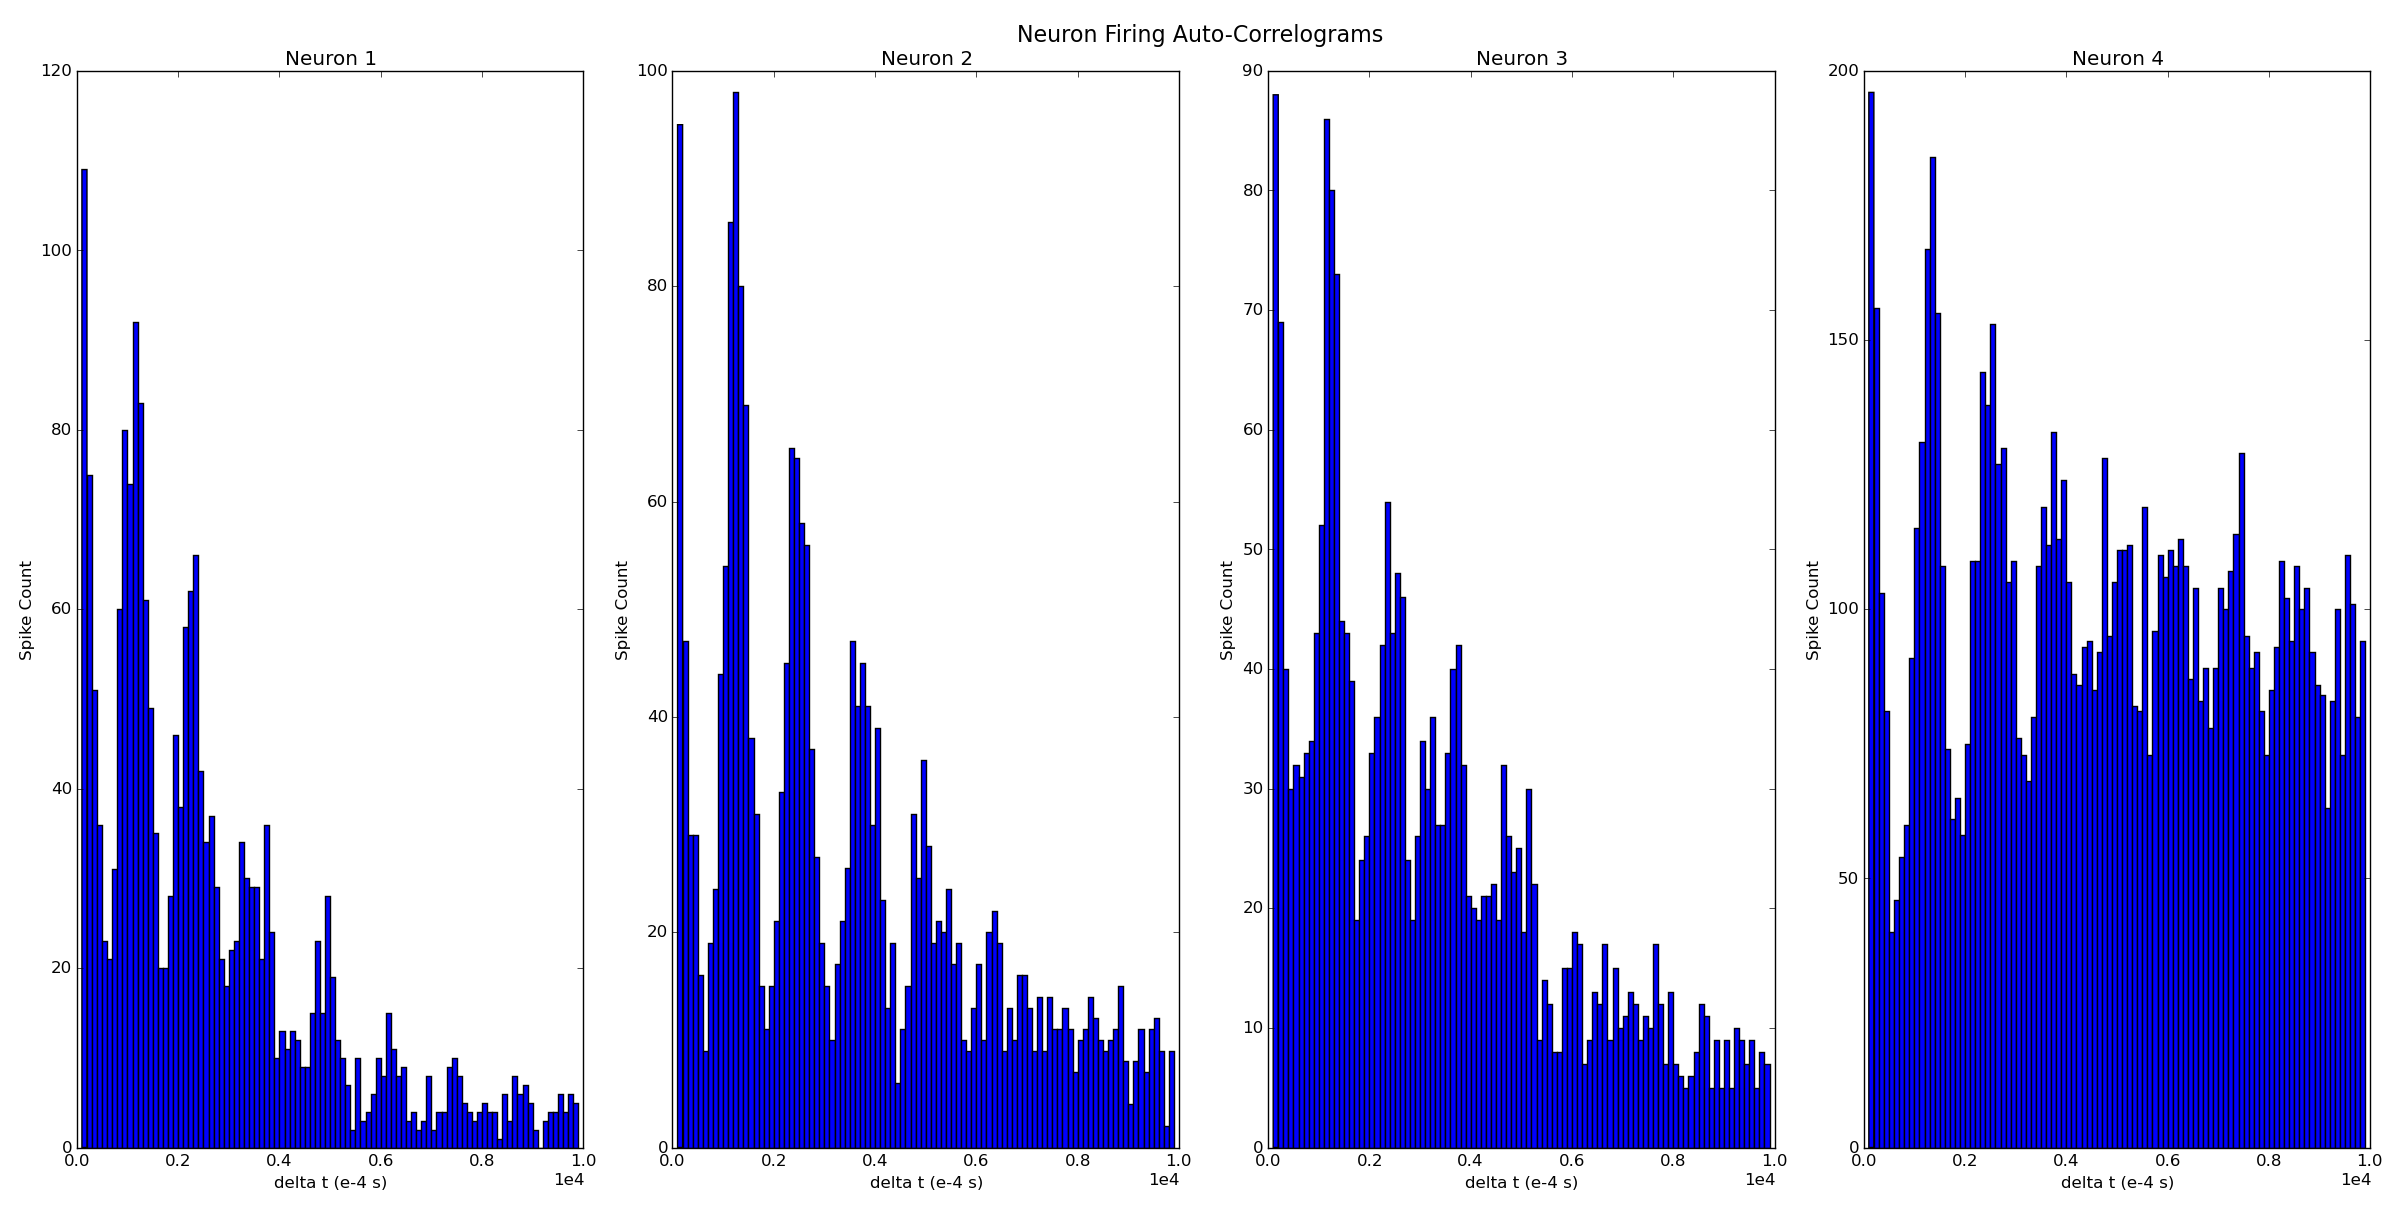 Neuron Firing Auto-Correlograms
Neuron 1
120
100
80
60
40
20
0
Spike Count
0.0 0.2 0.4 0.6 0.8 1.0
1e4
delta t (e-4 s)
Neuron 2
100
80
60
40
20
0
Spike Count
0.0 0.2 0.4 0.6 0.8 1.0
1e4
delta t (e-4 s)
Neuron 3
90
80
70
60
50
40
30
20
10
0
Spike Count
0.0 0.2 0.4 0.6 0.8 1.0
1e4
delta t (e-4 s)
Neuron 4
200
150
100
50
0
Spike Count
0.0 0.2 0.4 0.6 0.8 1.0
1e4
delta t (e-4 s)